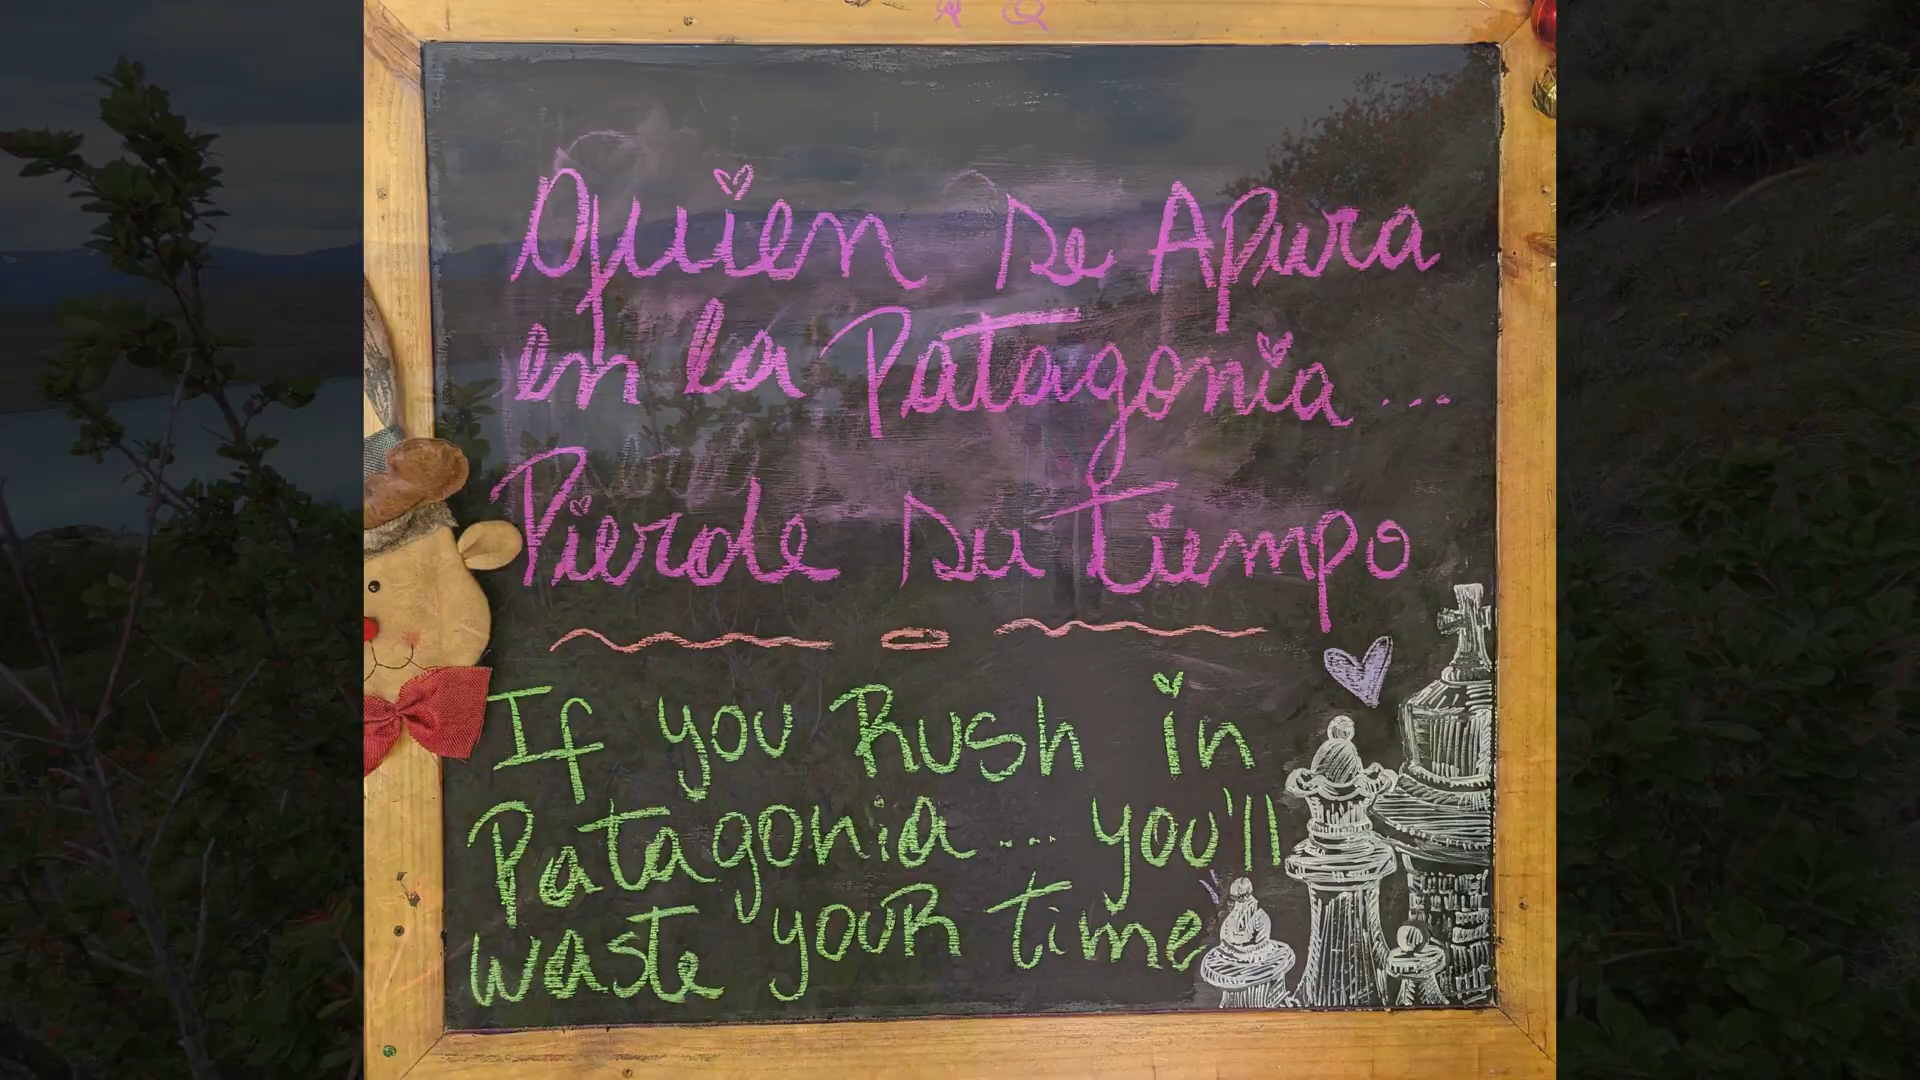 Quien se Apura
en la Patagonia...
Pierde su tiempo
If you Rush in
Patagonia... you'll
waste youR time